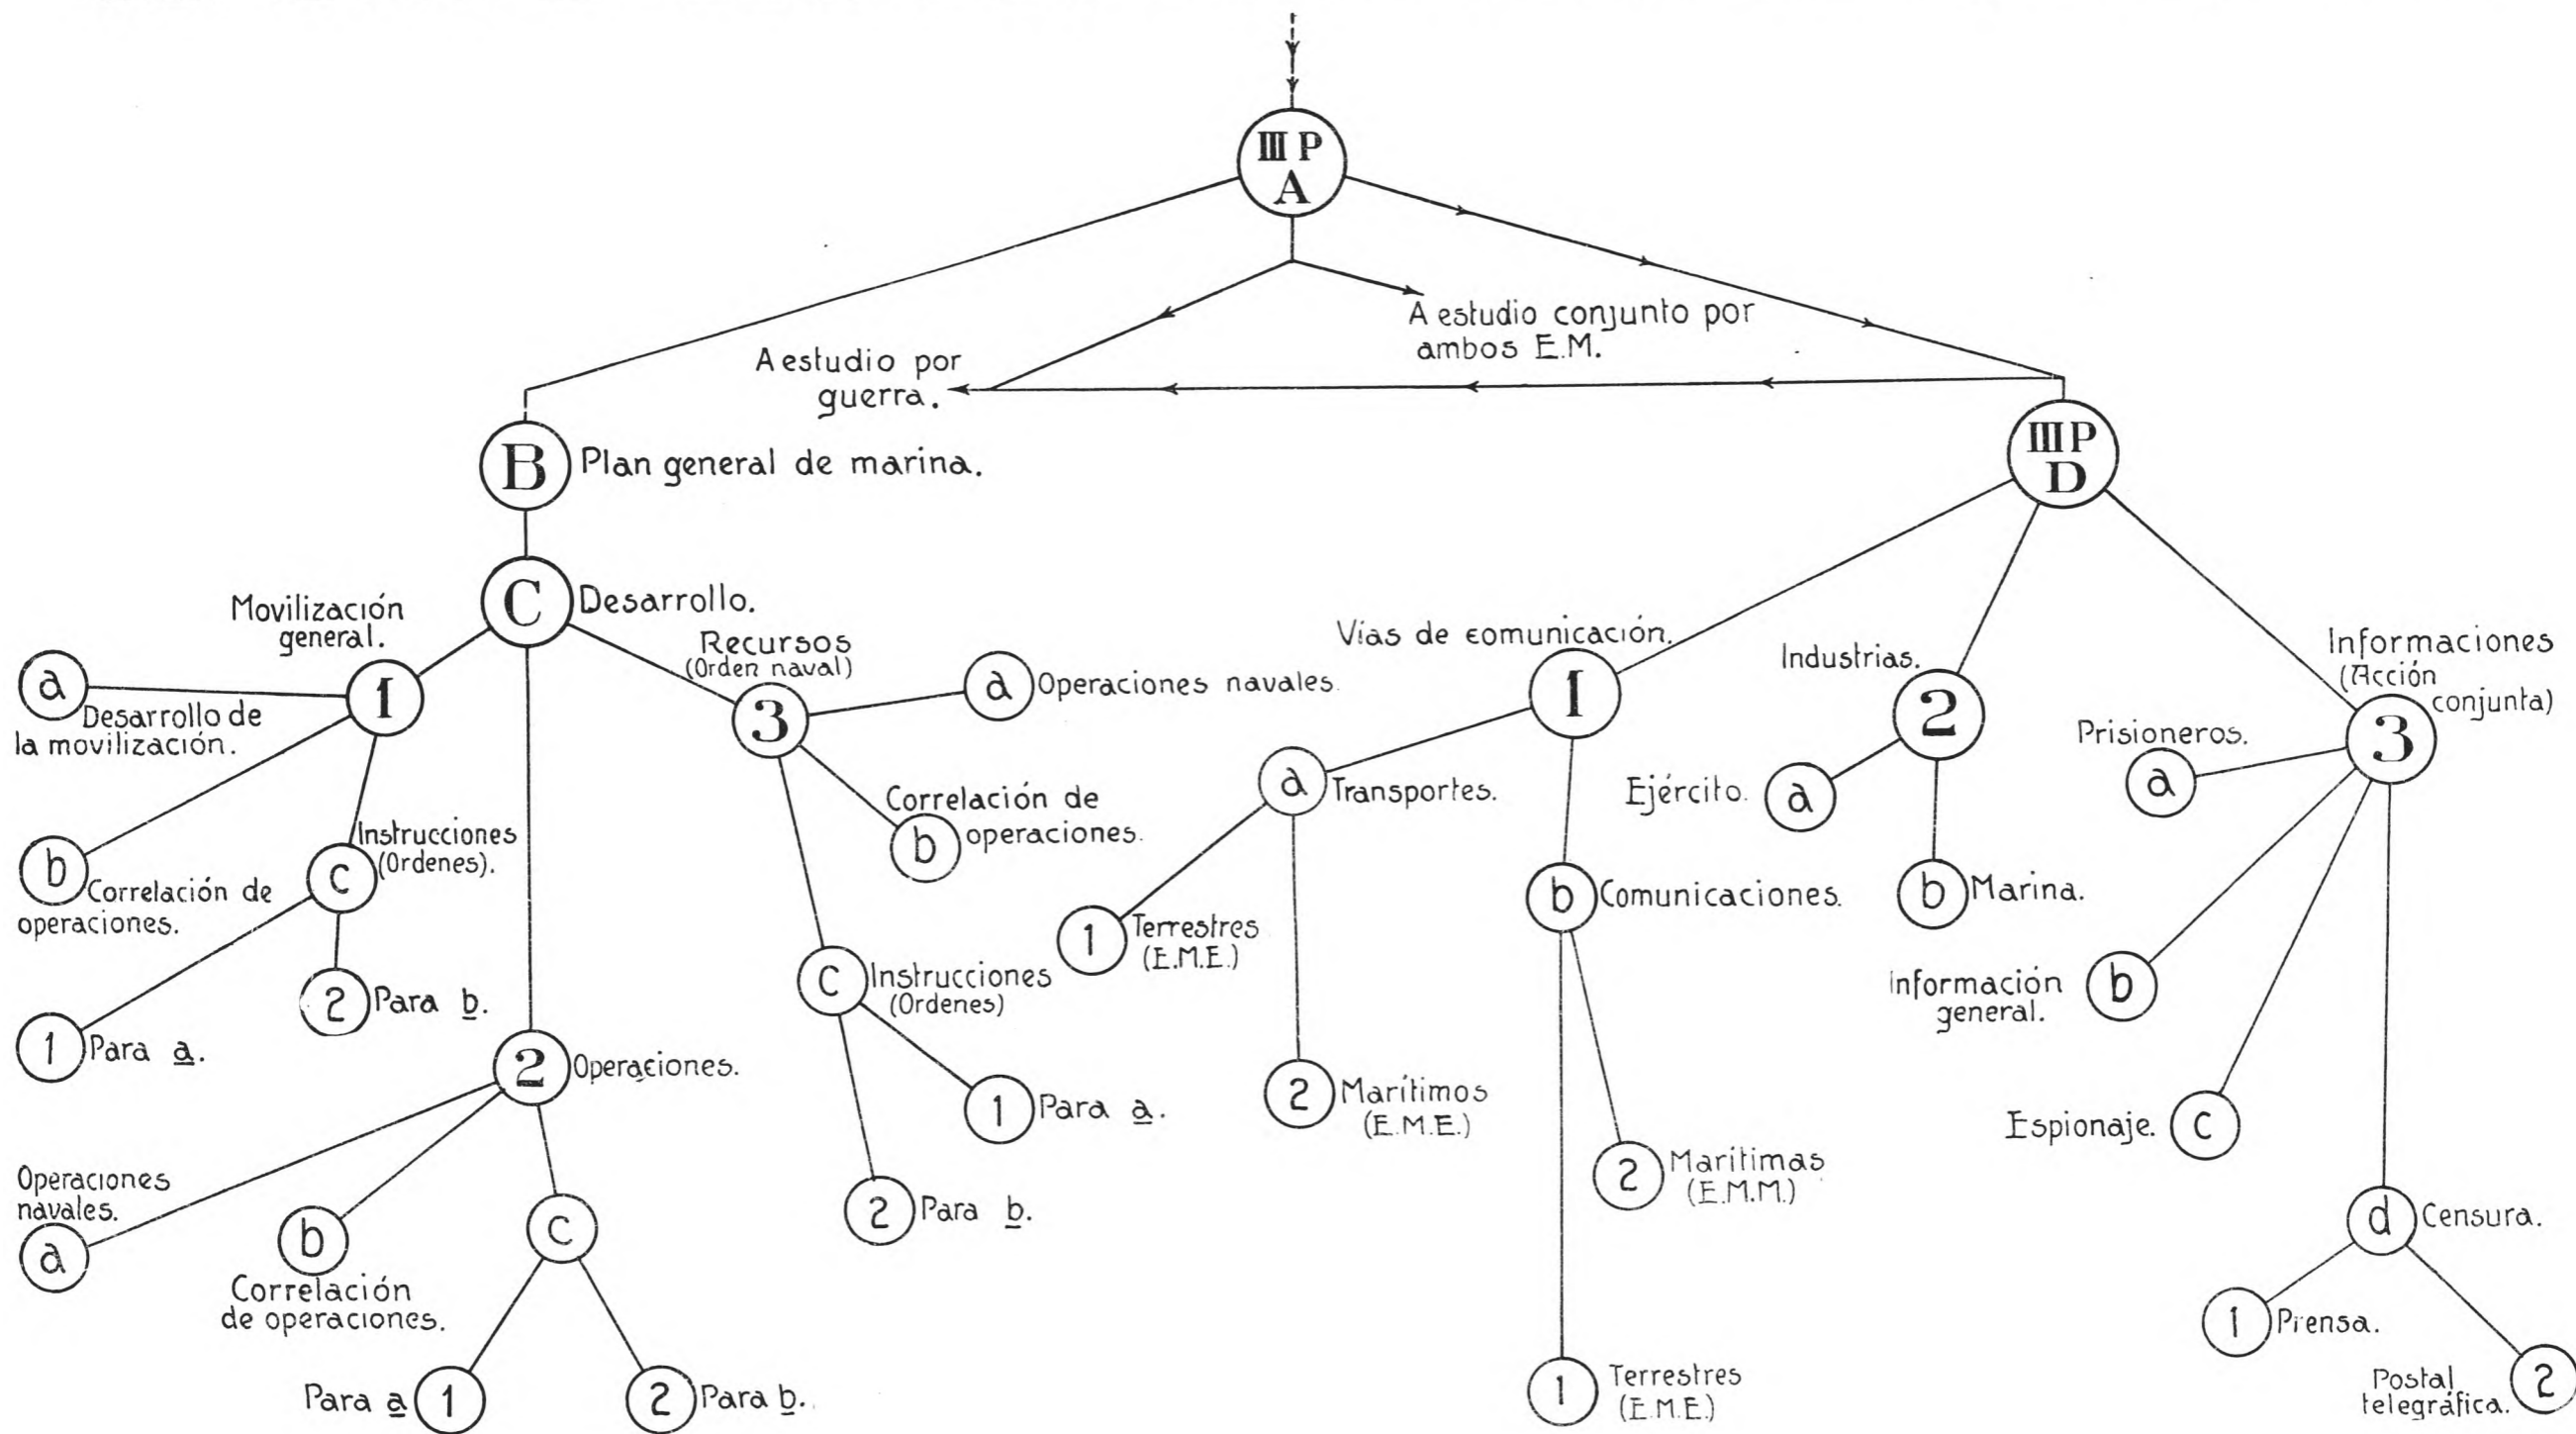 III P
A
A estudio conjunto por
ambos E.M.
A estudio por
guerra.
B
Plan general de marina.
III P
D
C
Desarrollo.
Movilización
general.
1
a
Desarrollo de
la movilización.
b
Correlación de
operaciones.
c
Instrucciones
(Ordenes).
1
Para a.
2
Para b.
2
Operaciones.
Operaciones
navales.
a
b
Correlación
de operaciones.
c
Para a
1
2
Para b.
Recursos
(Orden naval)
3
a
Operaciones navales.
Correlación de
operaciones.
b
c
Instrucciones
(Ordenes)
1
Para a.
2
Para b.
Vías de comunicación.
1
a
Transportes.
1
Terrestres
(E.M.E.)
2
Marítimos
(E.M.E.)
b
Comunicaciones.
2
Marítimas
(E.M.M.)
1
Terrestres
(E.M.E.)
Industrias.
2
Ejército.
a
b
Marina.
Informaciones
(Acción
conjunta)
3
Prisioneros.
a
Información
general.
b
Espionaje.
c
d
Censura.
1
Prensa.
Postal
telegráfica.
2